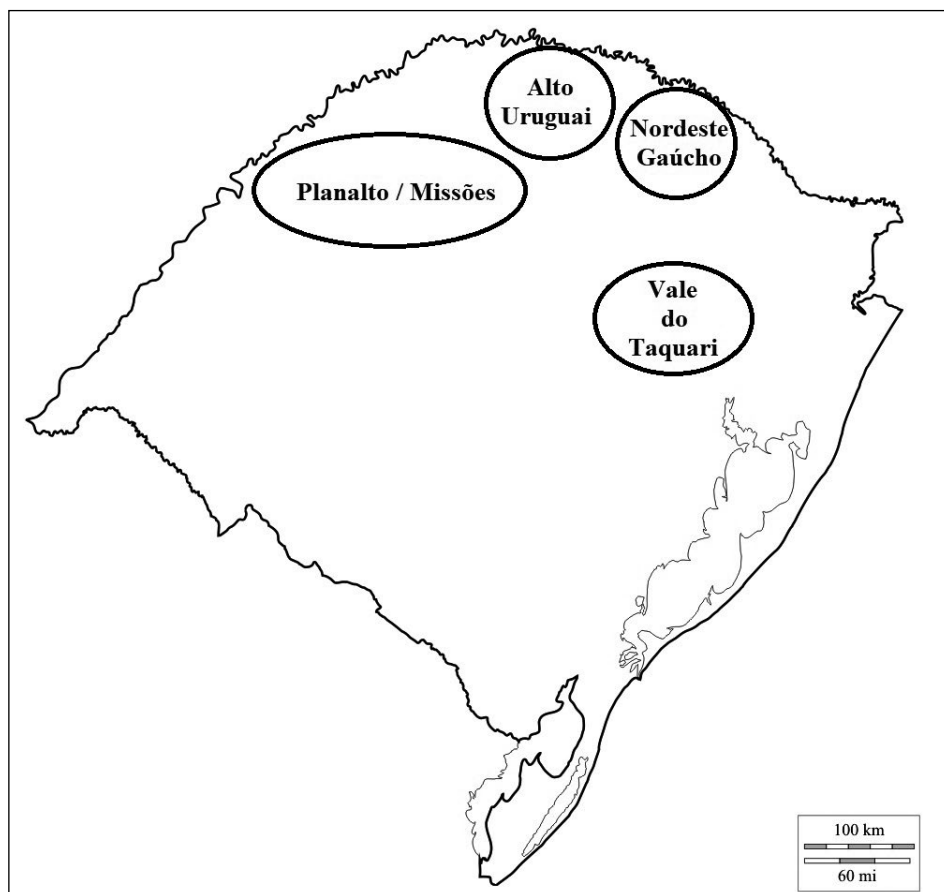 Alto
Uruguai
Nordeste
Gaúcho
Planalto / Missões
Vale
do
Taquari
100 km
60 mi